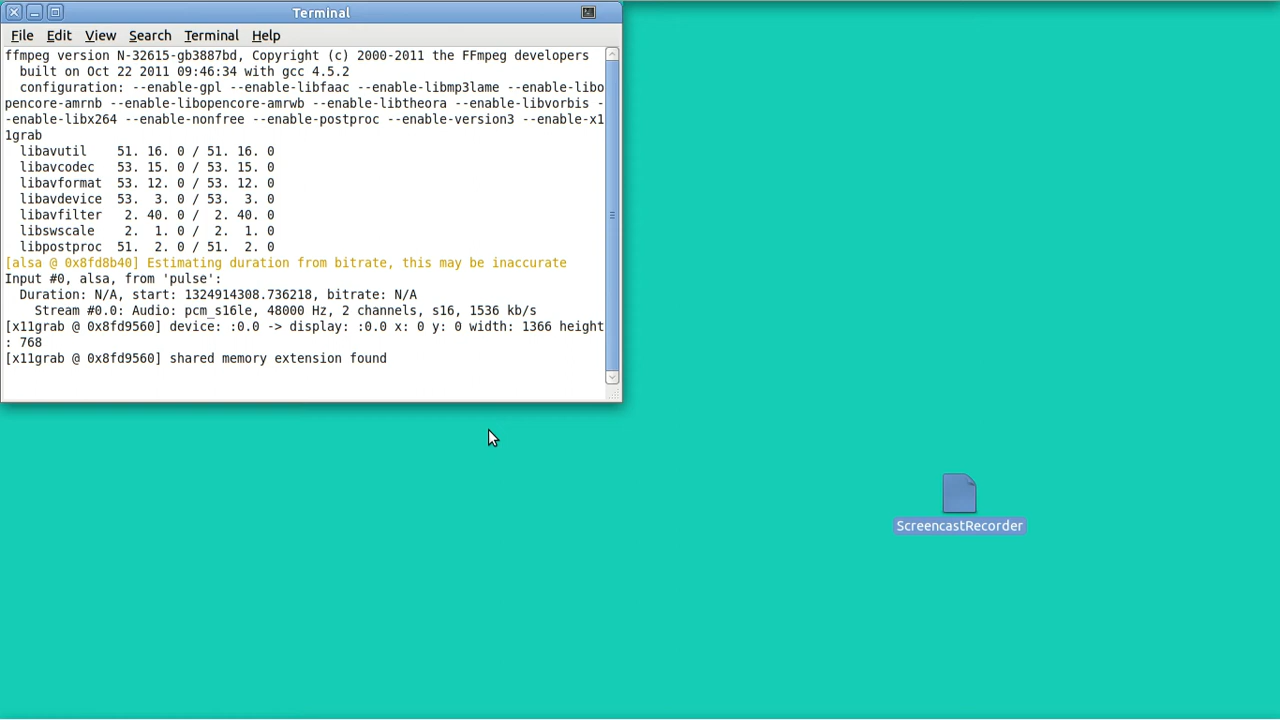 Terminal
File Edit View Search Terminal Help
ffmpeg version N-32615-gb3887bd, Copyright (c) 2000-2011 the FFmpeg developers
  built on Oct 22 2011 09:46:34 with gcc 4.5.2
  configuration: --enable-gpl --enable-libfaac --enable-libmp3lame --enable-libo
pencore-amrnb --enable-libopencore-amrwb --enable-libtheora --enable-libvorbis -
-enable-libx264 --enable-nonfree --enable-postproc --enable-version3 --enable-x1
1grab
  libavutil    51. 16. 0 / 51. 16. 0
  libavcodec   53. 15. 0 / 53. 15. 0
  libavformat  53. 12. 0 / 53. 12. 0
  libavdevice  53.  3. 0 / 53.  3. 0
  libavfilter   2. 40. 0 /  2. 40. 0
  libswscale    2.  1. 0 /  2.  1. 0
  libpostproc  51.  2. 0 / 51.  2. 0
[alsa @ 0x8fd8b40] Estimating duration from bitrate, this may be inaccurate
Input #0, alsa, from 'pulse':
  Duration: N/A, start: 1324914308.736218, bitrate: N/A
    Stream #0.0: Audio: pcm_s16le, 48000 Hz, 2 channels, s16, 1536 kb/s
[x11grab @ 0x8fd9560] device: :0.0 -> display: :0.0 x: 0 y: 0 width: 1366 height
: 768
[x11grab @ 0x8fd9560] shared memory extension found
ScreencastRecorder